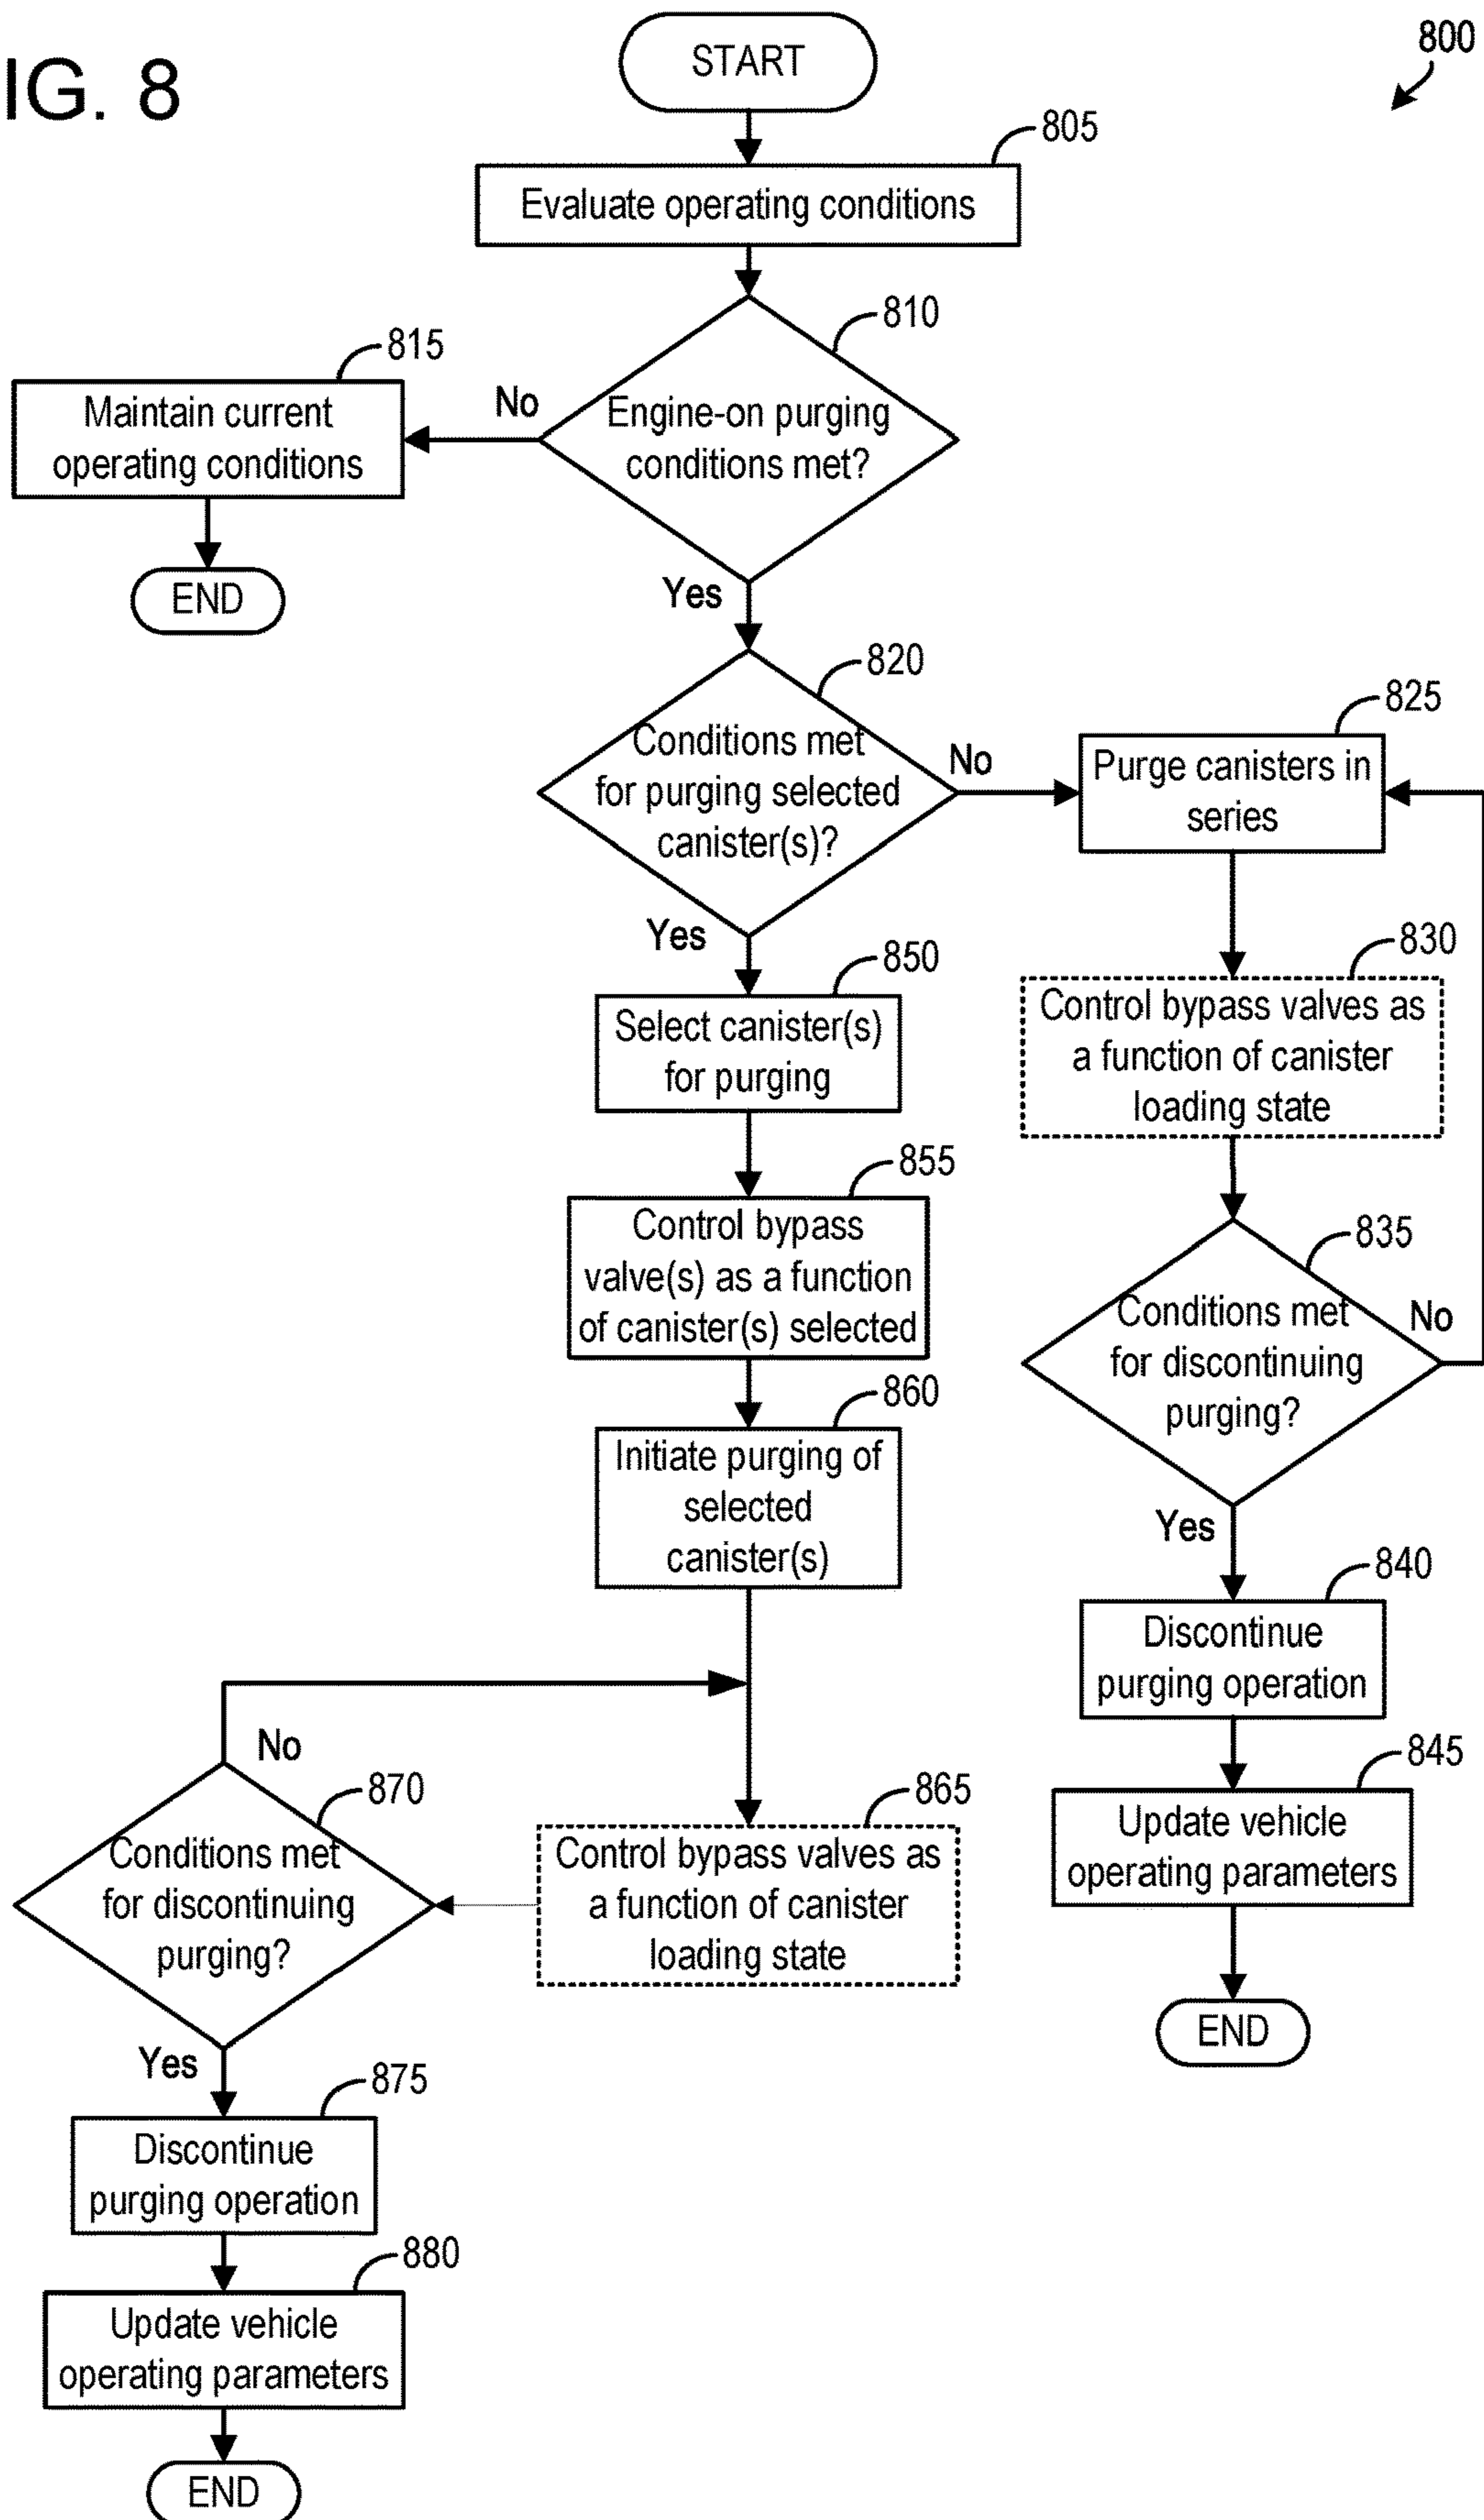 IG. 8
800
START
805
Evaluate operating conditions
810
Engine-on purging
conditions met?
No
815
Maintain current
operating conditions
END
Yes
820
Conditions met
for purging selected
canister(s)?
No
825
Purge canisters in
series
830
Control bypass valves as
a function of canister
loading state
835
Conditions met
for discontinuing
purging?
No
Yes
840
Discontinue
purging operation
845
Update vehicle
operating parameters
END
Yes
850
Select canister(s)
for purging
855
Control bypass
valve(s) as a function
of canister(s) selected
860
Initiate purging of
selected
canister(s)
865
Control bypass valves as
a function of canister
loading state
870
Conditions met
for discontinuing
purging?
No
Yes
875
Discontinue
purging operation
880
Update vehicle
operating parameters
END